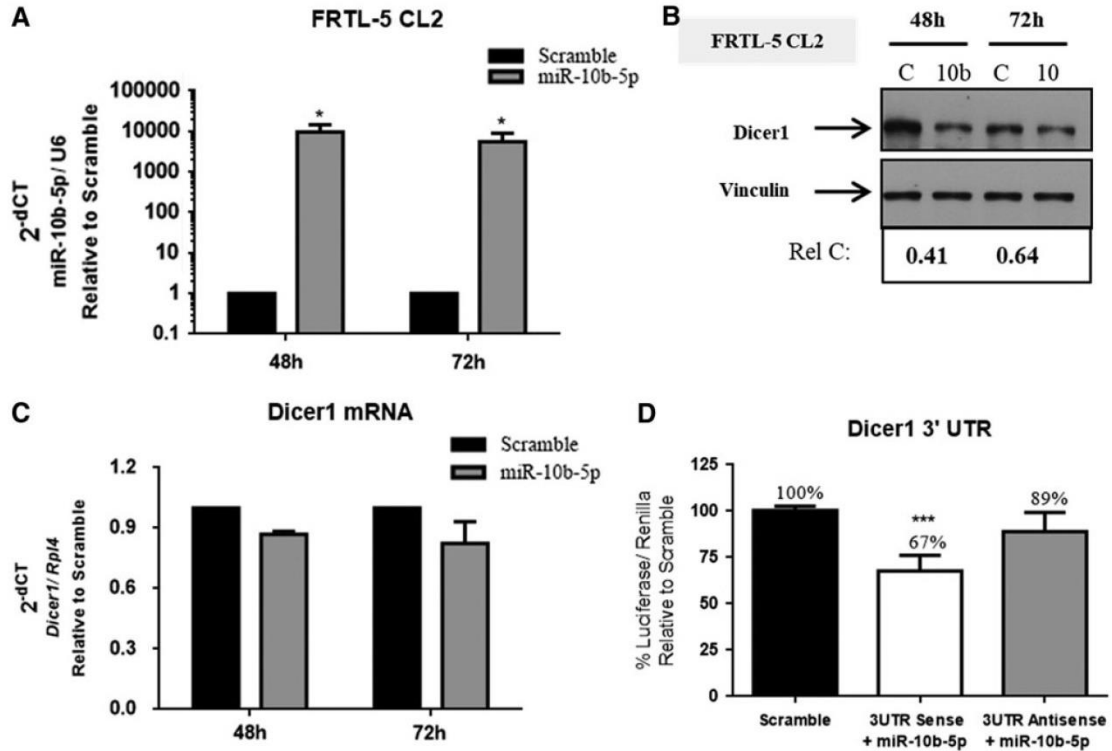 A
FRTL-5 CL2
Scramble
miR-10b-5p
2-dCT
miR-10b-5p/ U6
Relative to Scramble
100000
10000
1000
100
10
1
0.1
*
*
48h
72h
B
FRTL-5 CL2
48h
72h
C 10b C 10
Dicer1
Vinculin
Rel C: 0.41 0.64
C
Dicer1 mRNA
Scramble
miR-10b-5p
2-dCT
Dicer1/ Rpl4
Relative to Scramble
1.2
0.9
0.6
0.3
0.0
48h
72h
D
Dicer1 3' UTR
% Luciferase/ Renilla
Relative to Scramble
125
100
75
50
25
0
100%
***
67%
89%
Scramble
3UTR Sense
+ miR-10b-5p
3UTR Antisense
+ miR-10b-5p